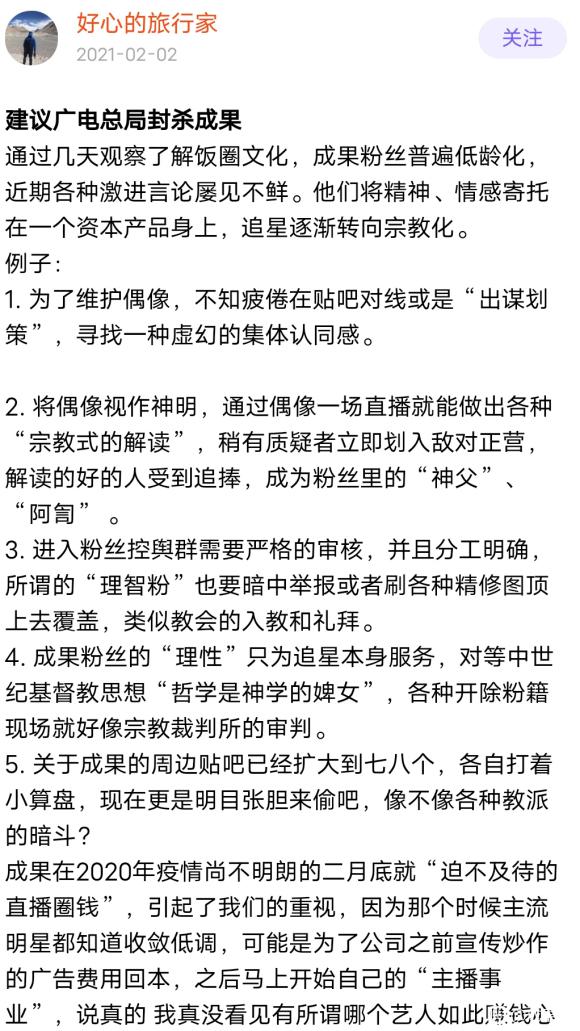 好心的旅行家
2021-02-02
关注
建议广电总局封杀成果
通过几天观察了解饭圈文化，成果粉丝普遍低龄化，
近期各种激进言论屡见不鲜。他们将精神、情感寄托
在一个资本产品身上，追星逐渐转向宗教化。
例子：
1. 为了维护偶像，不知疲倦在贴吧对线或是“出谋划
策”，寻找一种虚幻的集体认同感。
2. 将偶像视作神明，通过偶像一场直播就能做出各种
“宗教式的解读”，稍有质疑者立即划入敌对正营，
解读的好的人受到追捧，成为粉丝里的“神父”、
“阿訇” 。
3. 进入粉丝控舆群需要严格的审核，并且分工明确，
所谓的“理智粉”也要暗中举报或者刷各种精修图顶
上去覆盖，类似教会的入教和礼拜。
4. 成果粉丝的“理性”只为追星本身服务，对等中世
纪基督教思想“哲学是神学的婢女”，各种开除粉籍
现场就好像宗教裁判所的审判。
5. 关于成果的周边贴吧已经扩大到七八个，各自打着
小算盘，现在更是明目张胆来偷吧，像不像各种教派
的暗斗？
成果在2020年疫情尚不明朗的二月底就“迫不及待的
直播圈钱”，引起了我们的重视，因为那个时候主流
明星都知道收敛低调，可能是为了公司之前宣传炒作
的广告费用回本，之后马上开始自己的“主播事
业”，说真的 我真没看见有所谓哪个艺人如此